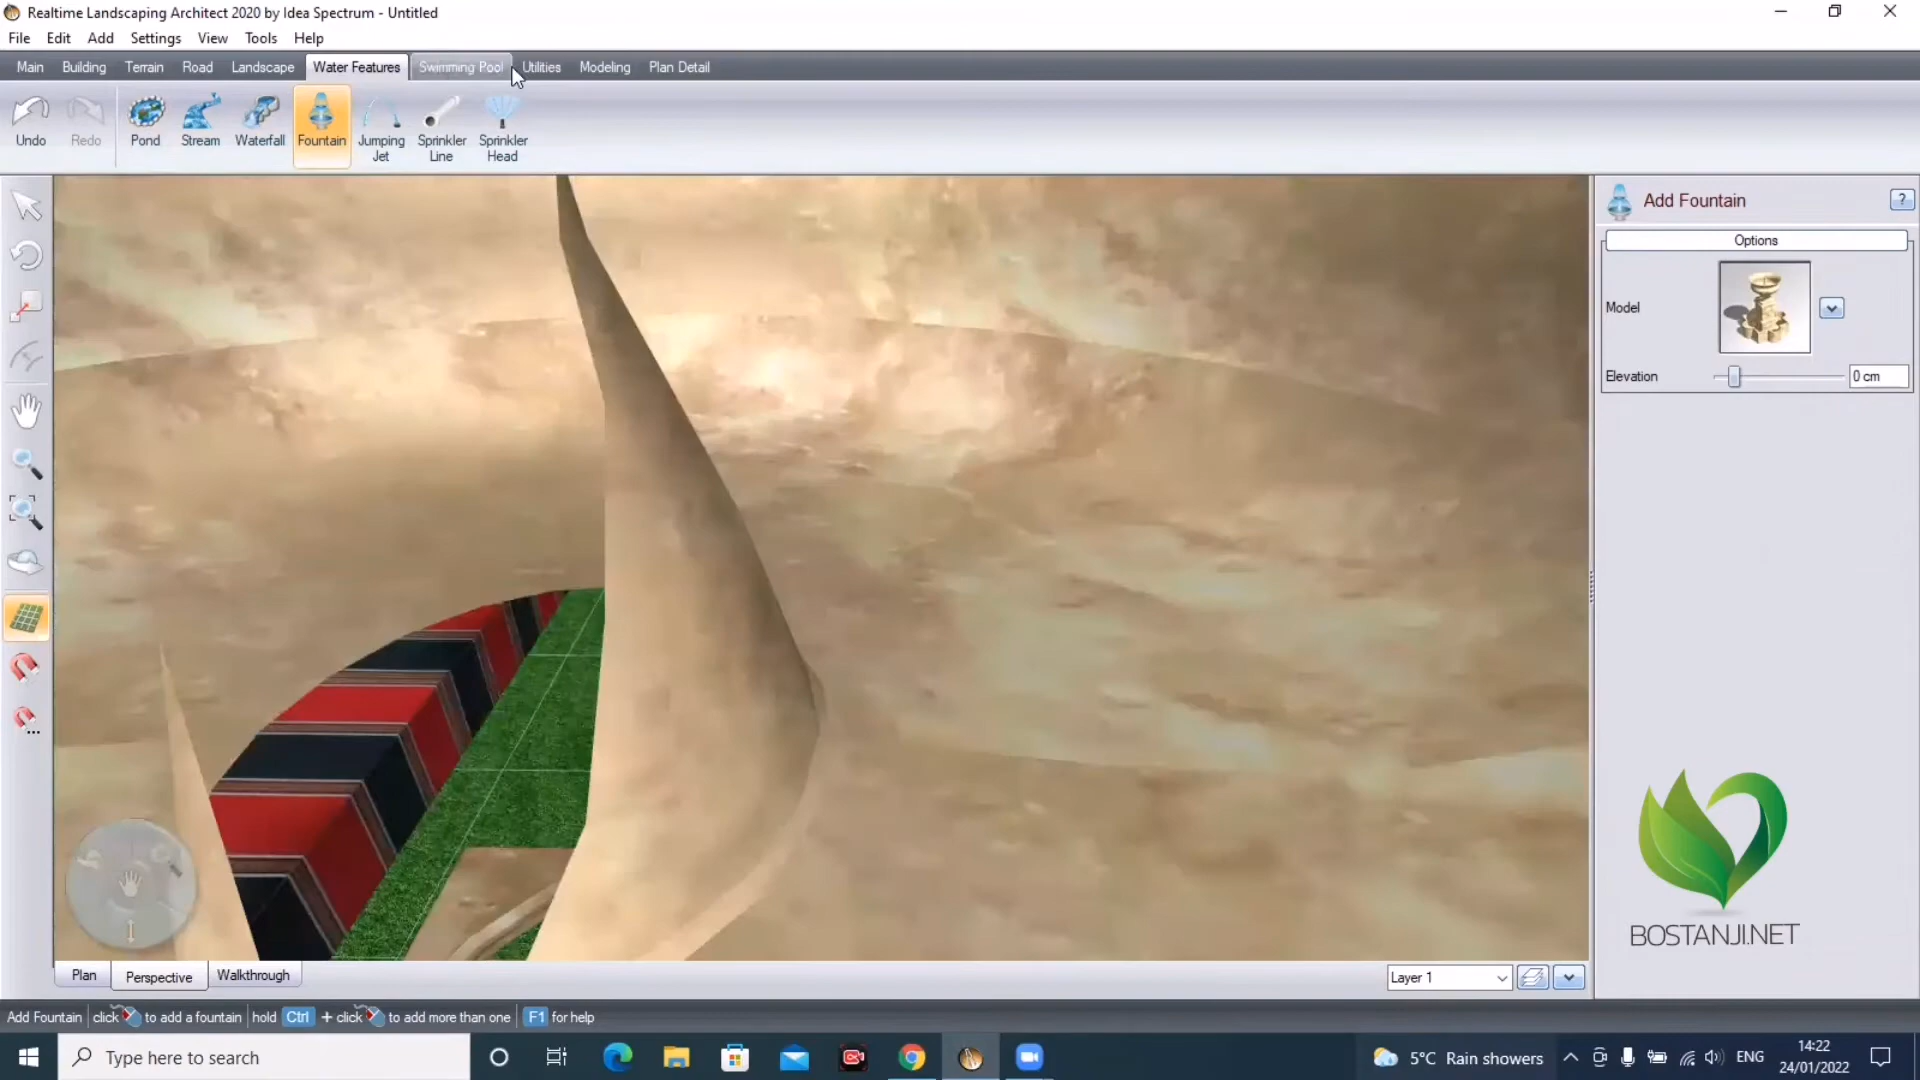 Realtime Landscaping Architect 2020 by Idea Spectrum - Untitled
File Edit Add Settings View Tools Help
Main Building Terrain Road Landscape Water Features Swimming Pool Utilities Modeling Plan Detail
Undo Redo Pond Stream Waterfall Fountain Jumping Jet Sprinkler Line Sprinkler Head
Add Fountain
?
Options
Model
Elevation 0 cm
BOSTANJI.NET
Plan Perspective Walkthrough
Layer 1
Add Fountain click to add a fountain hold Ctrl + click to add more than one F1 for help
Type here to search
5°C Rain showers
ENG
14:22
24/01/2022